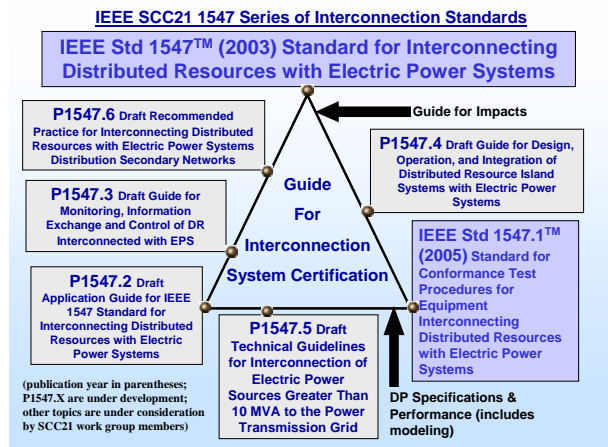 IEEE SCC21 1547 Series of Interconnection Standards
IEEE Std 1547™ (2003) Standard for Interconnecting
Distributed Resources with Electric Power Systems
Guide for Impacts
P1547.6 Draft Recommended
Practice for Interconnecting Distributed
Resources with Electric Power Systems
Distribution Secondary Networks
P1547.4 Draft Guide for Design,
Operation, and Integration of
Distributed Resource Island
Systems with Electric Power
Systems
P1547.3 Draft Guide for
Monitoring, Information
Exchange and Control of DR
Interconnected with EPS
Guide
For
Interconnection
System Certification
IEEE Std 1547.1™
(2005) Standard for
Conformance Test
Procedures for
Equipment
Interconnecting
Distributed Resources
with Electric Power
Systems
P1547.2 Draft
Application Guide for IEEE
1547 Standard for
Interconnecting Distributed
Resources with Electric
Power Systems
P1547.5 Draft
Technical Guidelines
for Interconnection of
Electric Power
Sources Greater Than
10 MVA to the Power
Transmission Grid
DP Specifications &
Performance (includes
modeling)
(publication year in parentheses;
P1547.X are under development;
other topics are under consideration
by SCC21 work group members)